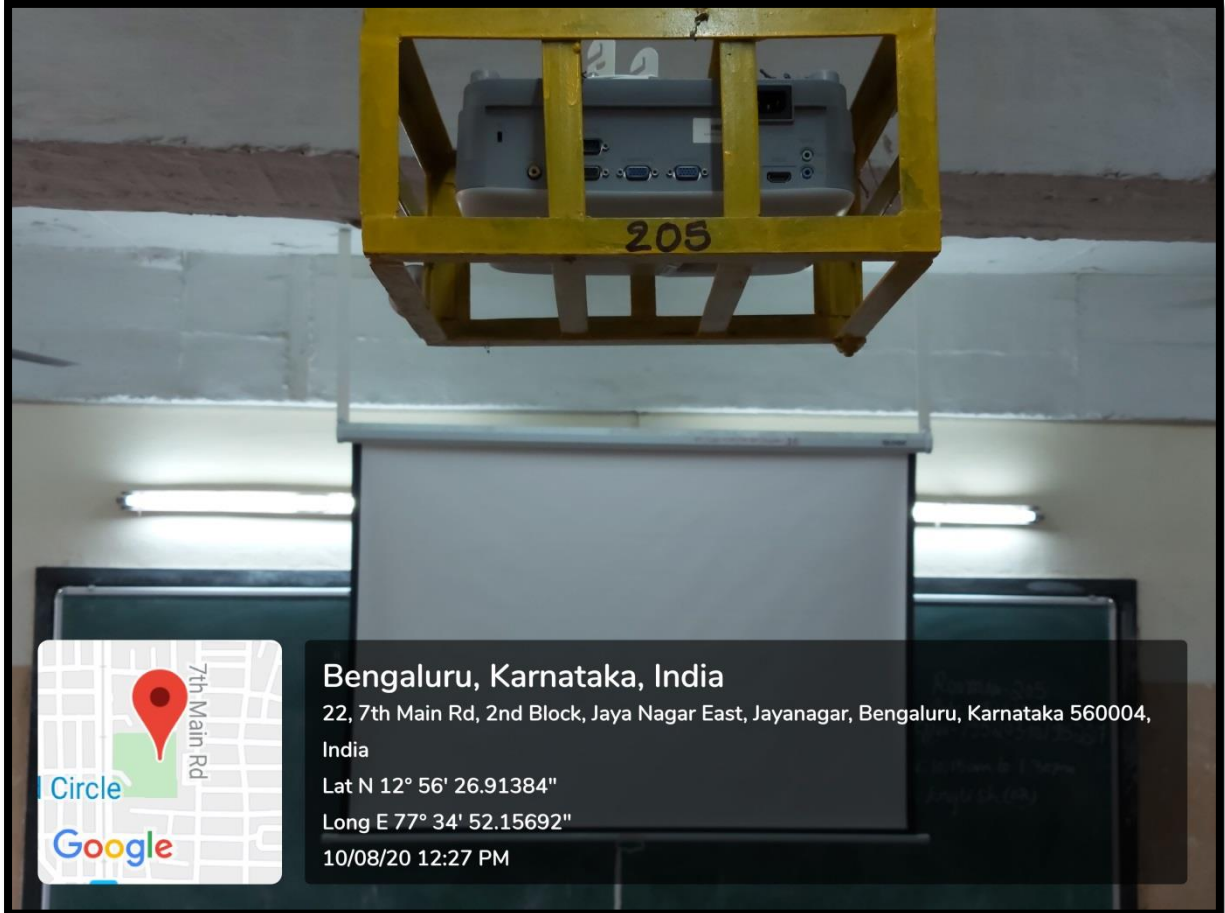 205
7th Main Rd
Circle
Google
Bengaluru, Karnataka, India
22, 7th Main Rd, 2nd Block, Jaya Nagar East, Jayanagar, Bengaluru, Karnataka 560004,
India
Lat N 12° 56' 26.91384"
Long E 77° 34' 52.15692"
10/08/20 12:27 PM